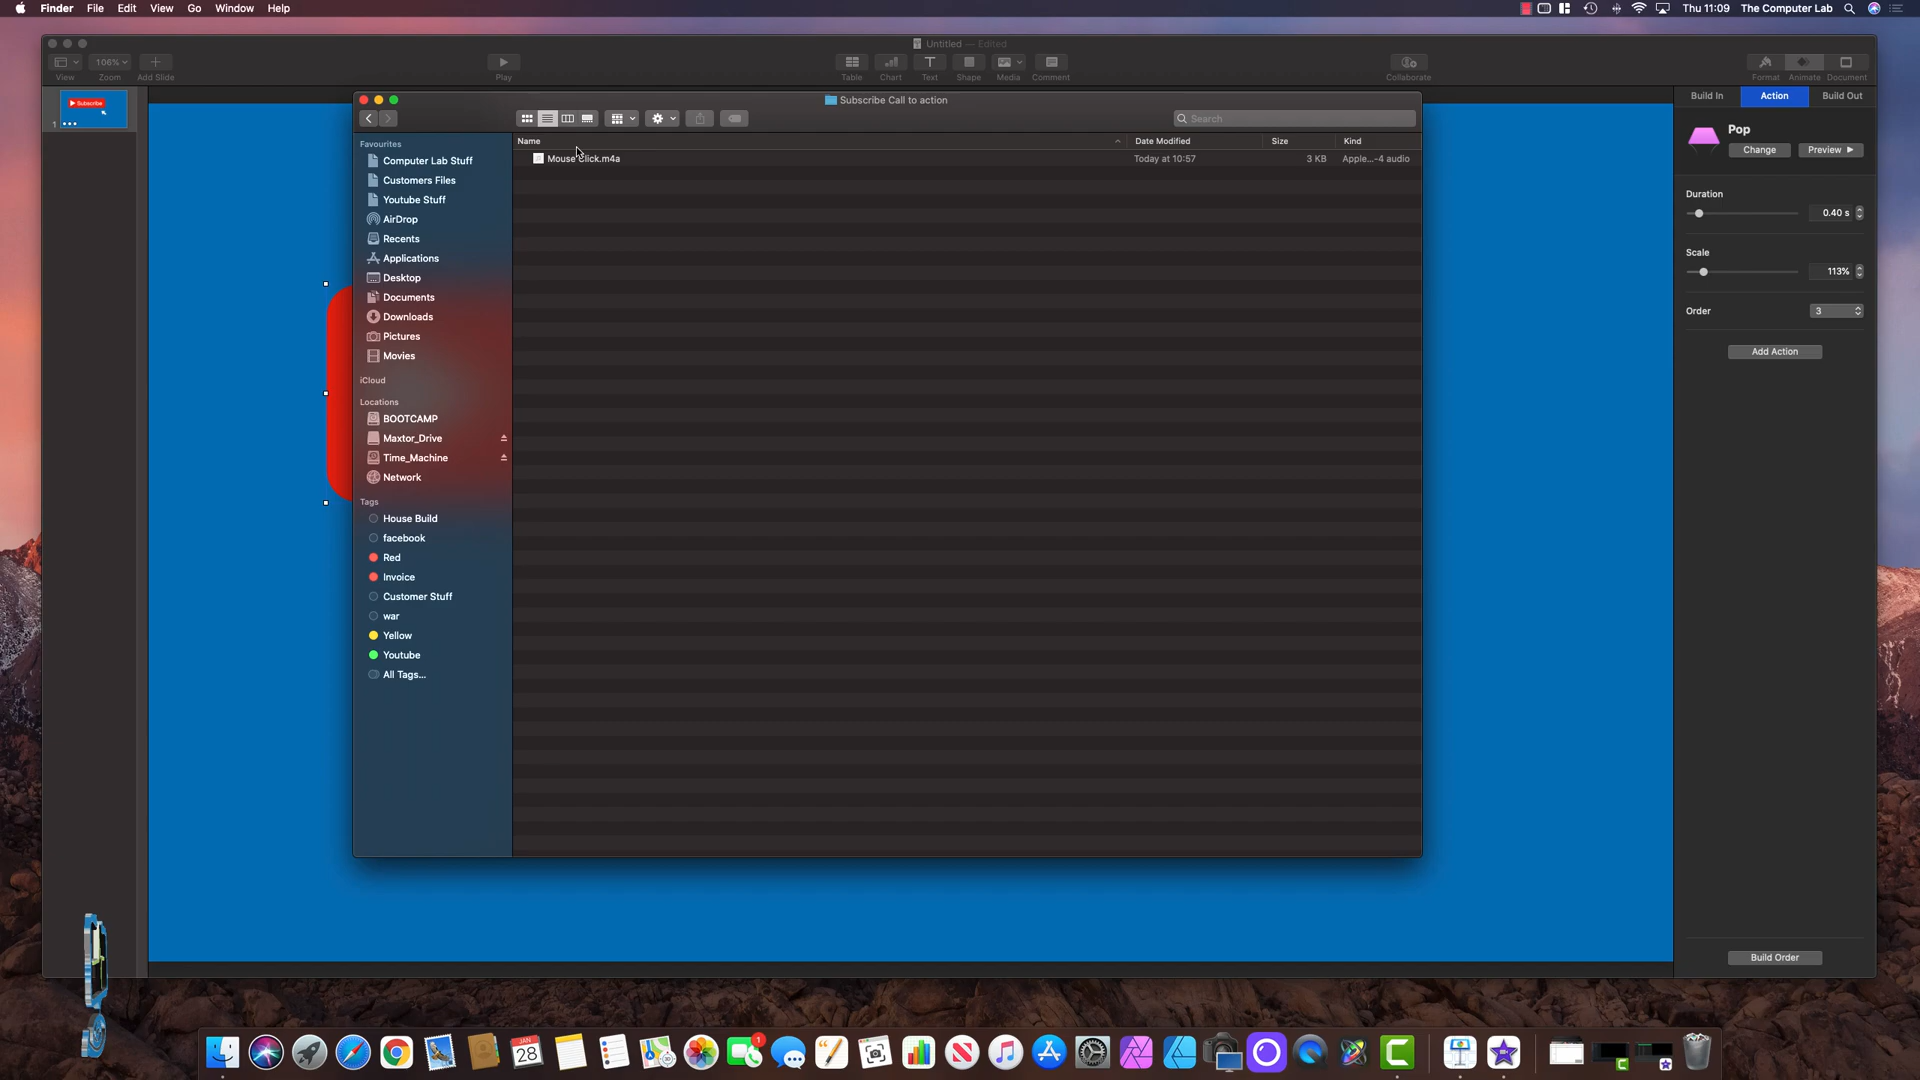 Finder File Edit View Go Window Help
Thu 11:09 The Computer Lab
Untitled — Edited
106%
View Zoom Add Slide Play Table Chart Text Shape Media Comment Collaborate Format Animate Document
Subscribe
1
Subscribe Call to action
Search
Name Date Modified Size Kind
Mouse Click.m4a Today at 10:57 3 KB Apple...-4 audio
Favourites
Computer Lab Stuff
Customers Files
Youtube Stuff
AirDrop
Recents
Applications
Desktop
Documents
Downloads
Pictures
Movies
iCloud
Locations
BOOTCAMP
Maxtor_Drive
Time_Machine
Network
Tags
House Build
facebook
Red
Invoice
Customer Stuff
war
Yellow
Youtube
All Tags...
Build In Action Build Out
Pop
Change Preview
Duration
0.40 s
Scale
113%
Order 3
Add Action
Build Order
JAN
28
1